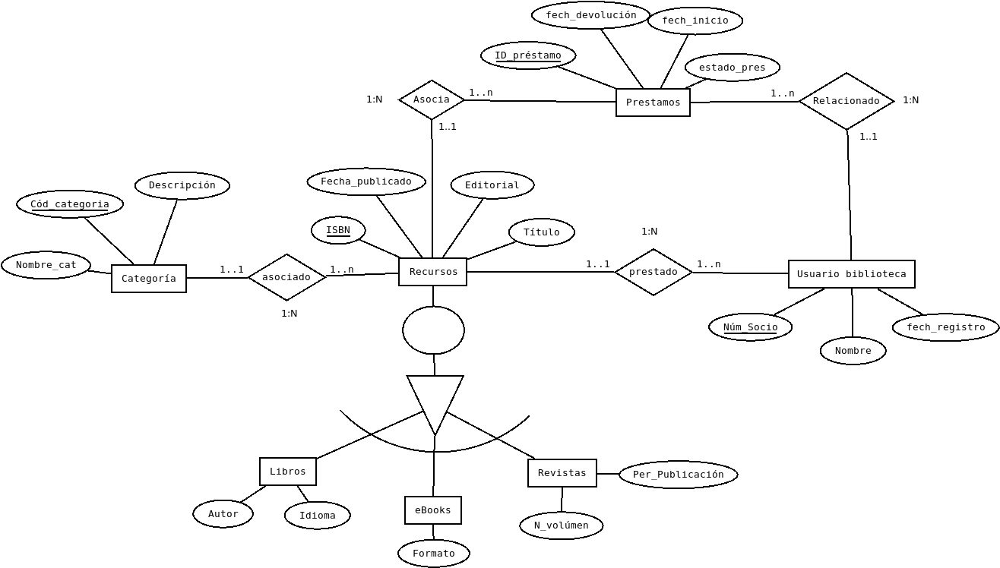 fech_devolución
fech_inicio
ID_préstamo
estado_pres
1:N
Asocia
1..n
Prestamos
1..n
Relacionado
1:N
1..1
1..1
Fecha_publicado
Editorial
Descripción
Cód_categoria
ISBN
Título
1:N
Nombre_cat
Categoría
1..1
asociado
1..n
Recursos
1..1
prestado
1..n
Usuario biblioteca
1:N
Núm_Socio
Nombre
fech_registro
Libros
eBooks
Revistas
Per_Publicación
Autor
Idioma
Formato
N_volúmen